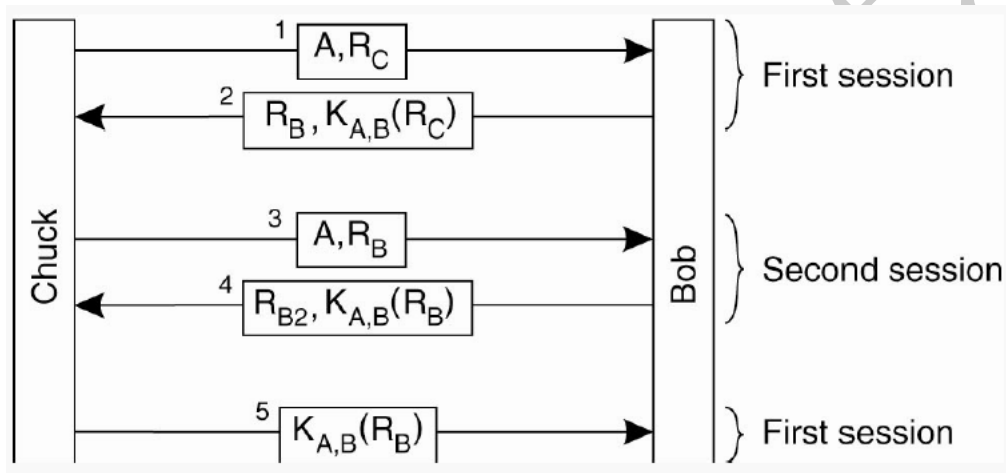 1
A,R_C
First session
2
R_B, K_A,B(R_C)
Chuck
3
A,R_B
Bob
Second session
4
R_B2, K_A,B(R_B)
5
K_A,B(R_B)
First session